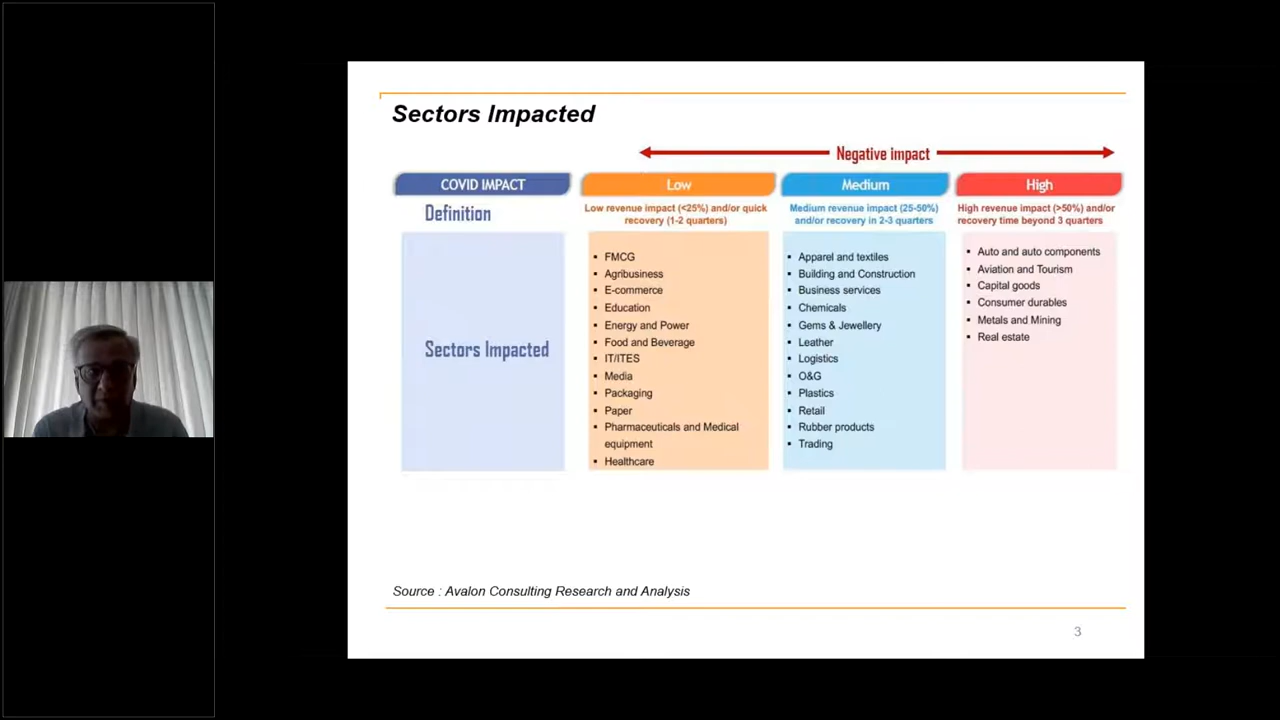 Sectors Impacted
Negative impact
COVID IMPACT
Low
Medium
High
Definition
Low revenue impact (<25%) and/or quick
recovery (1-2 quarters)
Medium revenue impact (25-50%)
and/or recovery in 2-3 quarters
High revenue impact (>50%) and/or
recovery time beyond 3 quarters
Sectors Impacted
▪ FMCG
▪ Agribusiness
▪ E-commerce
▪ Education
▪ Energy and Power
▪ Food and Beverage
▪ IT/ITES
▪ Media
▪ Packaging
▪ Paper
▪ Pharmaceuticals and Medical
equipment
▪ Healthcare
▪ Apparel and textiles
▪ Building and Construction
▪ Business services
▪ Chemicals
▪ Gems & Jewellery
▪ Leather
▪ Logistics
▪ O&G
▪ Plastics
▪ Retail
▪ Rubber products
▪ Trading
▪ Auto and auto components
▪ Aviation and Tourism
▪ Capital goods
▪ Consumer durables
▪ Metals and Mining
▪ Real estate
Source : Avalon Consulting Research and Analysis
3